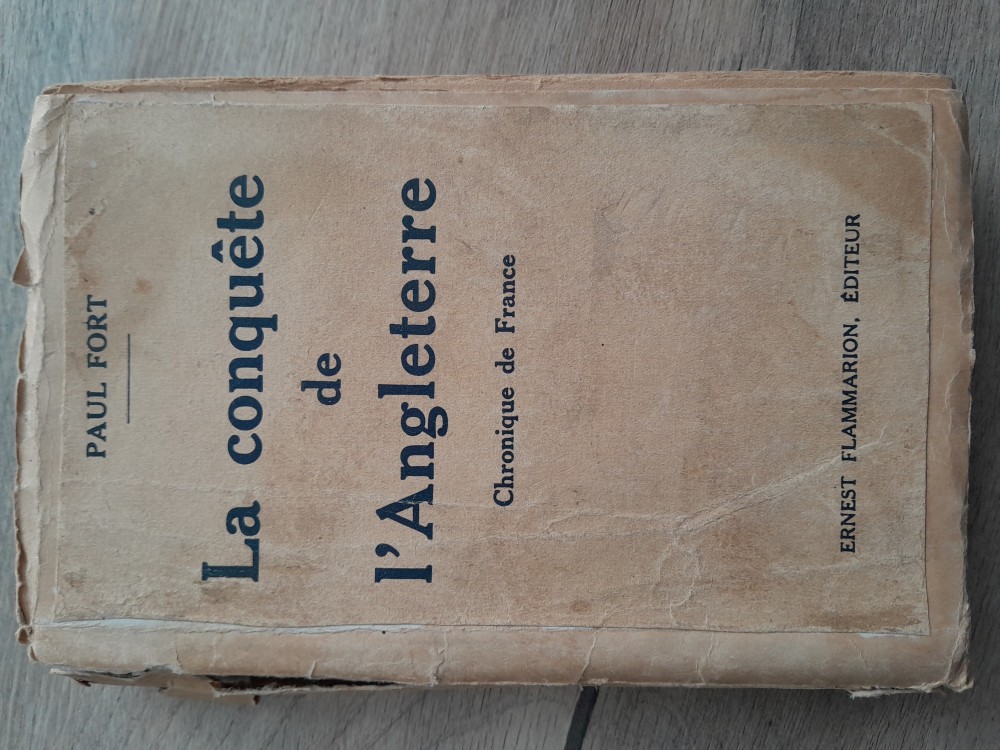 PAUL FORT
La conquête
de
l'Angleterre
Chronique de France
ERNEST FLAMMARION, ÉDITEUR